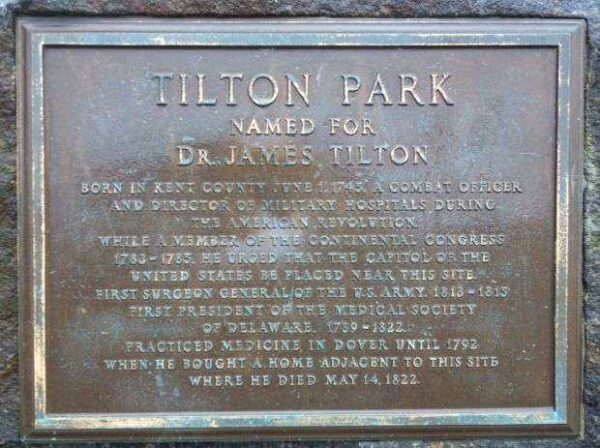 TILTON PARK
NAMED FOR
DR. JAMES TILTON
BORN IN KENT COUNTY JUNE 1, 1745. A COMBAT OFFICER
AND DIRECTOR OF MILITARY HOSPITALS DURING
THE AMERICAN REVOLUTION.
WHILE A MEMBER OF THE CONTINENTAL CONGRESS
1783-1785, HE URGED THAT THE CAPITOL OF THE
UNITED STATES BE PLACED NEAR THIS SITE.
FIRST SURGEON GENERAL OF THE U.S. ARMY, 1813-1815
FIRST PRESIDENT OF THE MEDICAL SOCIETY
OF DELAWARE, 1789-1822.
PRACTICED MEDICINE IN DOVER UNTIL 1792
WHEN HE BOUGHT A HOME ADJACENT TO THIS SITE
WHERE HE DIED MAY 14, 1822.